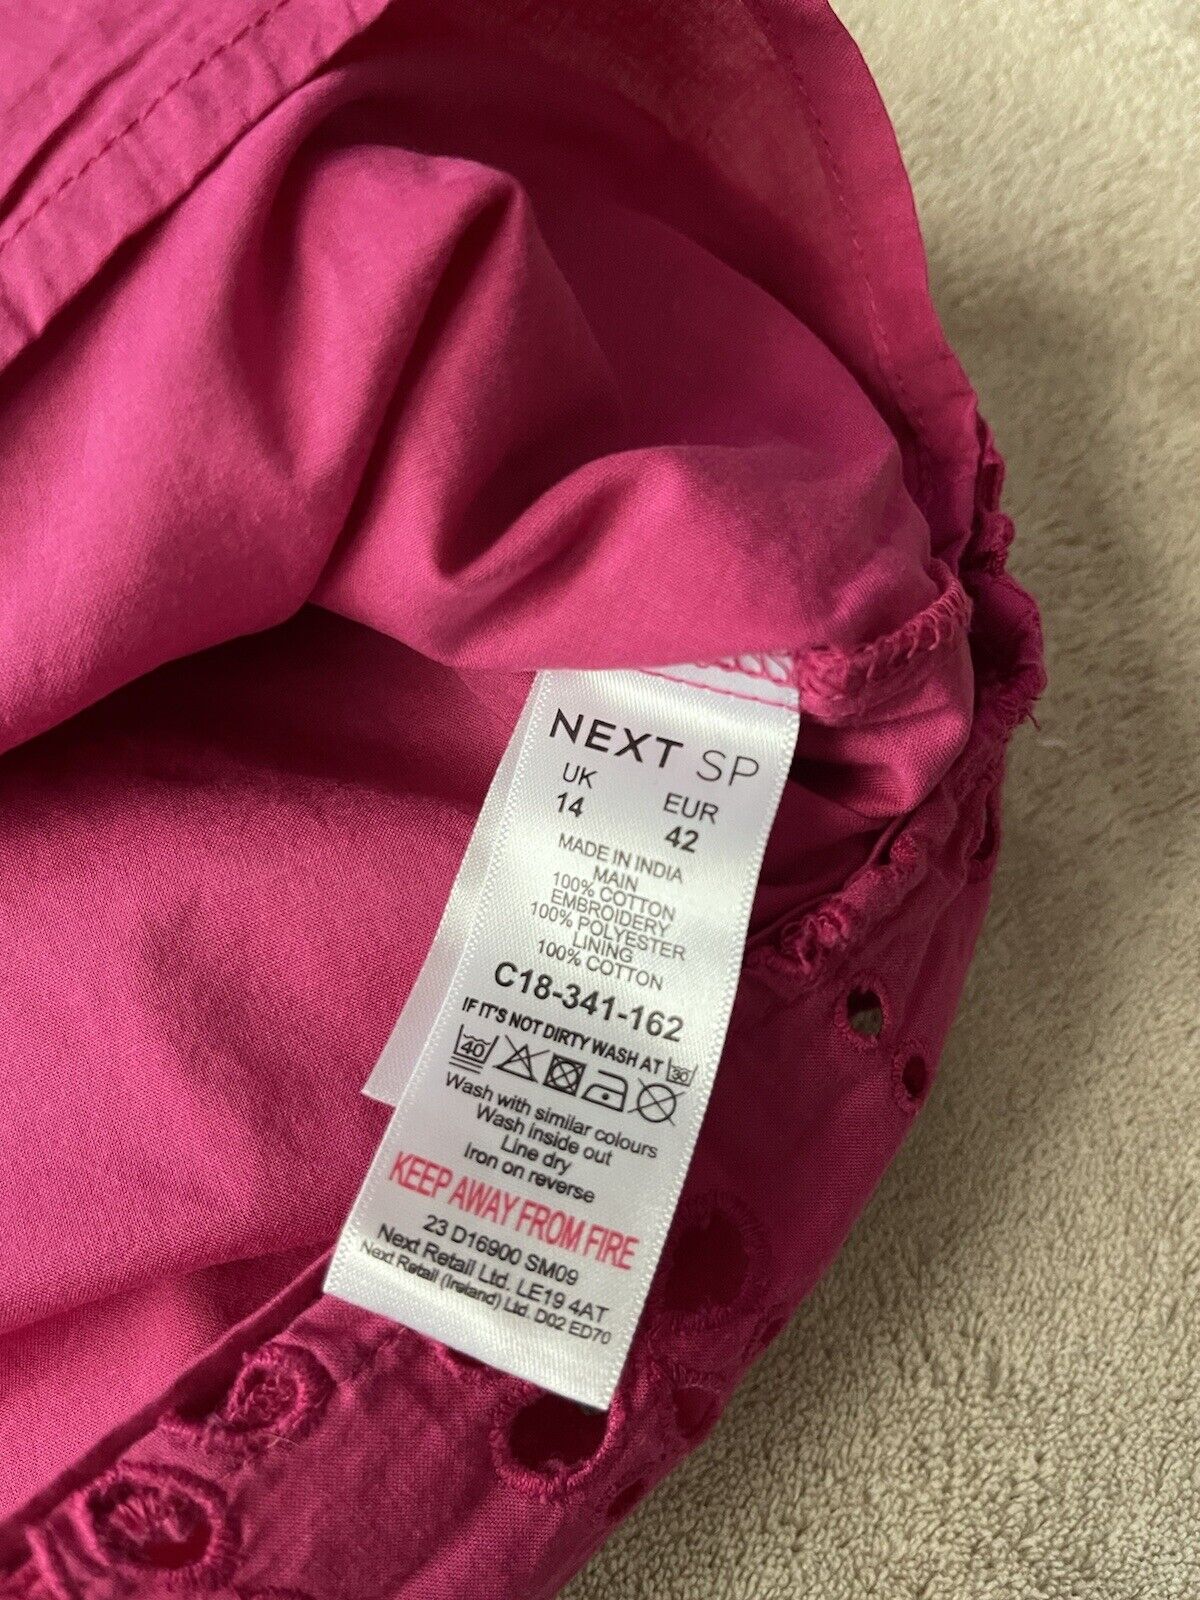 NEXT SP
UK EUR
14 42
MADE IN INDIA
MAIN
100% COTTON
EMBROIDERY
100% POLYESTER
LINING
100% COTTON
C18-341-162
IF IT'S NOT DIRTY WASH AT 30
40
Wash with similar colours
Wash inside out
Line dry
Iron on reverse
KEEP AWAY FROM FIRE
23 D16900 SM09
Next Retail Ltd. LE19 4AT
Next Retail (Ireland) Ltd. D02 ED70